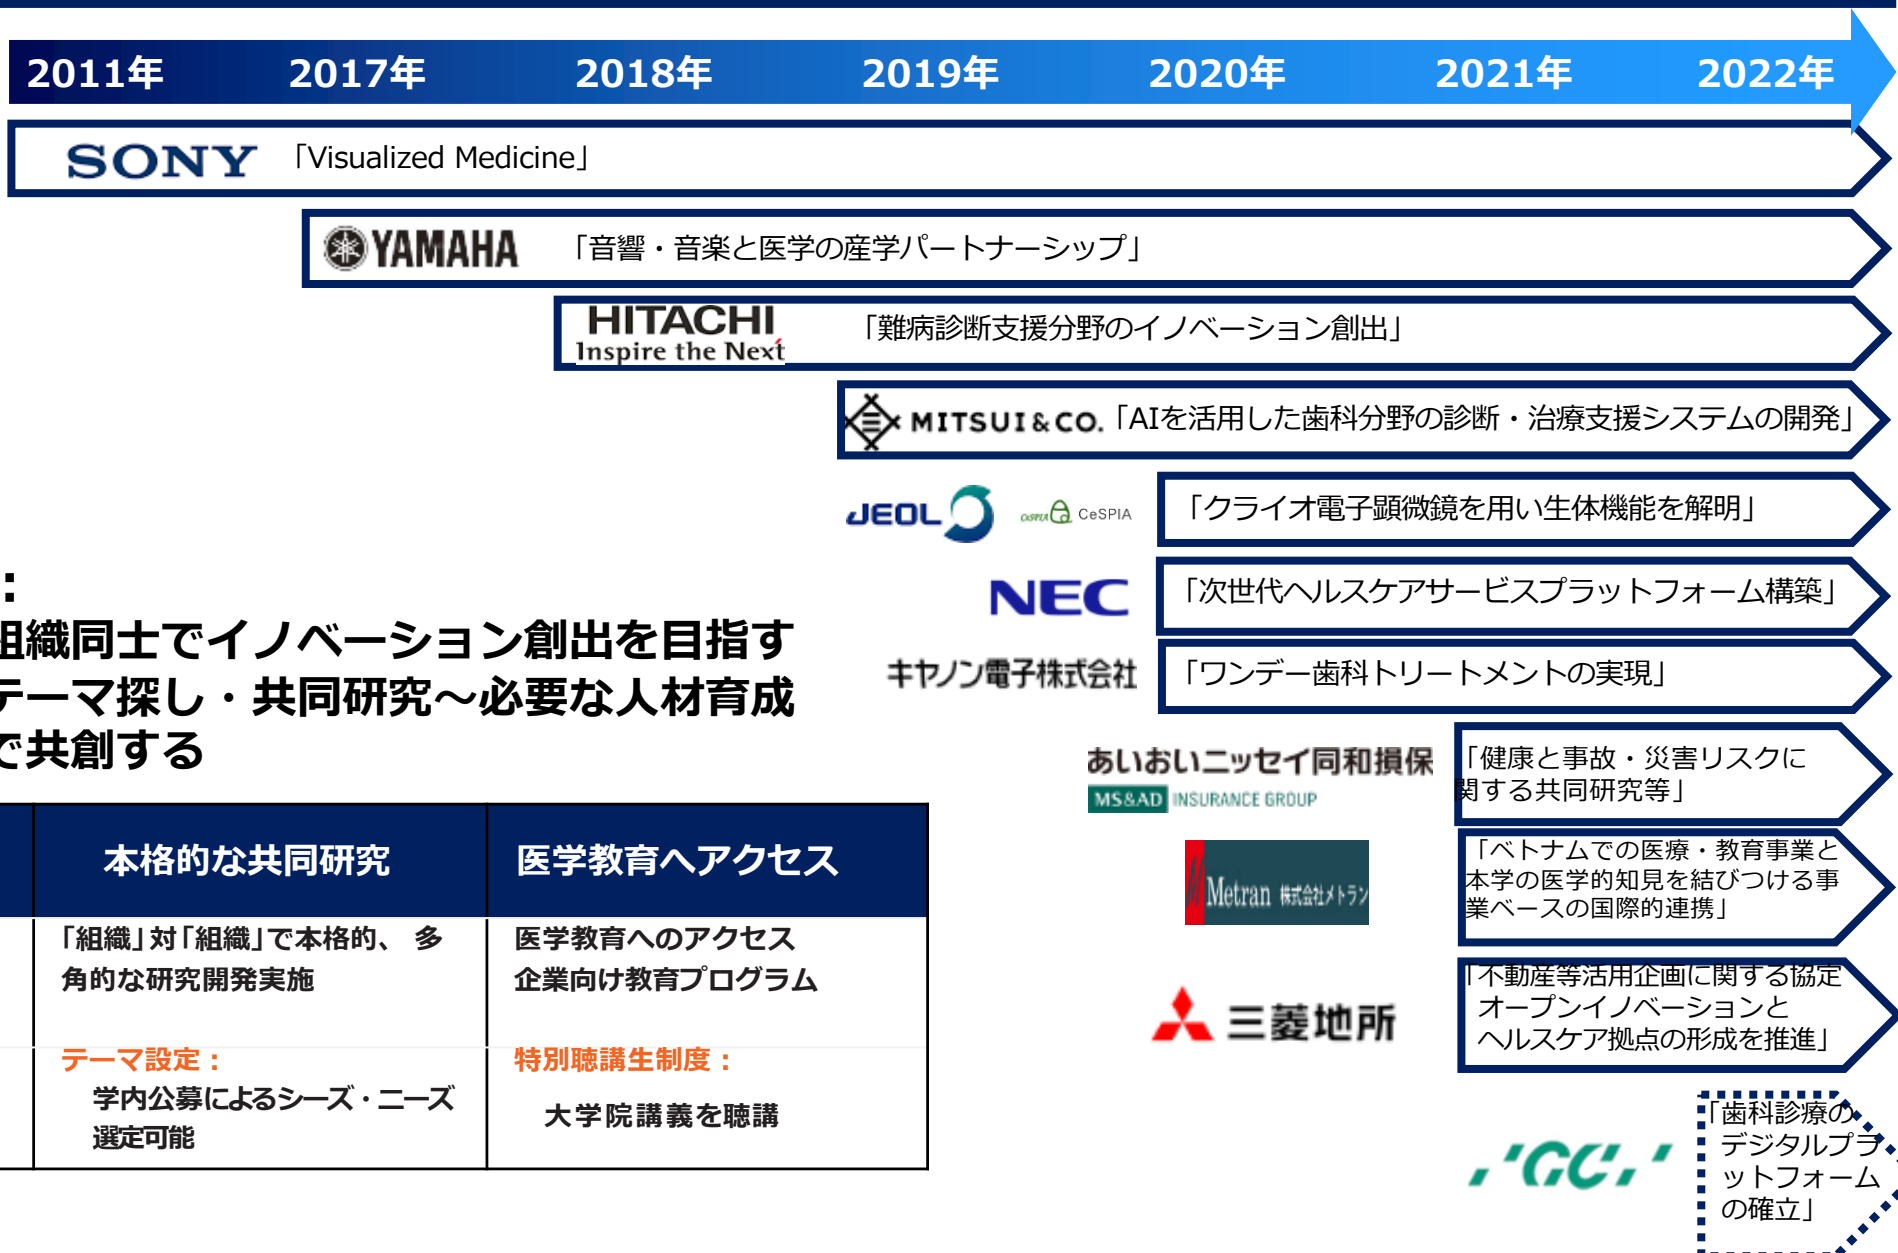 2011年 2017年 2018年 2019年 2020年 2021年 2022年
SONY 「Visualized Medicine」
YAMAHA 「音響・音楽と医学の産学パートナーシップ」
HITACHI
Inspire the Next
「難病診断支援分野のイノベーション創出」
MITSUI & CO. 「AIを活用した歯科分野の診断・治療支援システムの開発」
JEOL CeSPIA CeSPIA 「クライオ電子顕微鏡を用い生体機能を解明」
NEC 「次世代ヘルスケアサービスプラットフォーム構築」
キヤノン電子株式会社 「ワンデー歯科トリートメントの実現」
あいおいニッセイ同和損保
MS&AD INSURANCE GROUP
「健康と事故・災害リスクに
関する共同研究等」
Metran 株式会社メトラン
「ベトナムでの医療・教育事業と
本学の医学的知見を結びつける事
業ベースの国際的連携」
三菱地所
「不動産等活用企画に関する協定
オープンイノベーションと
ヘルスケア拠点の形成を推進」
GC
「歯科診療の
デジタルプラ
ットフォーム
の確立」
：
組織同士でイノベーション創出を目指す
テーマ探し・共同研究～必要な人材育成
で共創する
本格的な共同研究
「組織」対「組織」で本格的、 多
角的な研究開発実施
テーマ設定：
学内公募によるシーズ・ニーズ
選定可能
医学教育へアクセス
医学教育へのアクセス
企業向け教育プログラム
特別聴講生制度：
大学院講義を聴講